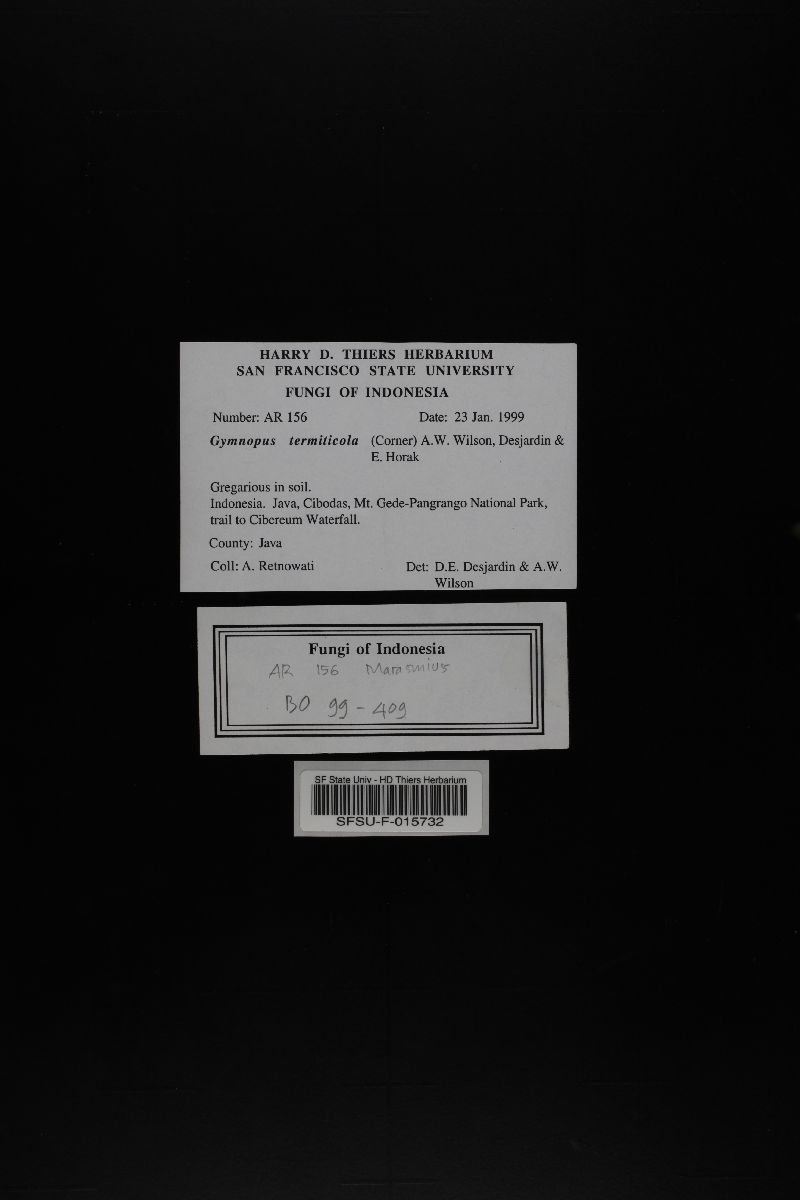 HARRY D. THIERS HERBARIUM
SAN FRANCISCO STATE UNIVERSITY
FUNGI OF INDONESIA
Number: AR 156 Date: 23 Jan. 1999
Gymnopus termiticola (Corner) A.W. Wilson, Desjardin &
E. Horak
Gregarious in soil.
Indonesia. Java, Cibodas, Mt. Gede-Pangrango National Park,
trail to Cibereum Waterfall.
County: Java
Coll: A. Retnowati Det: D.E. Desjardin & A.W.
Wilson
Fungi of Indonesia
AR 156 Marasmius
BO 99-409
SF State Univ - HD Thiers Herbarium
SFSU-F-015732